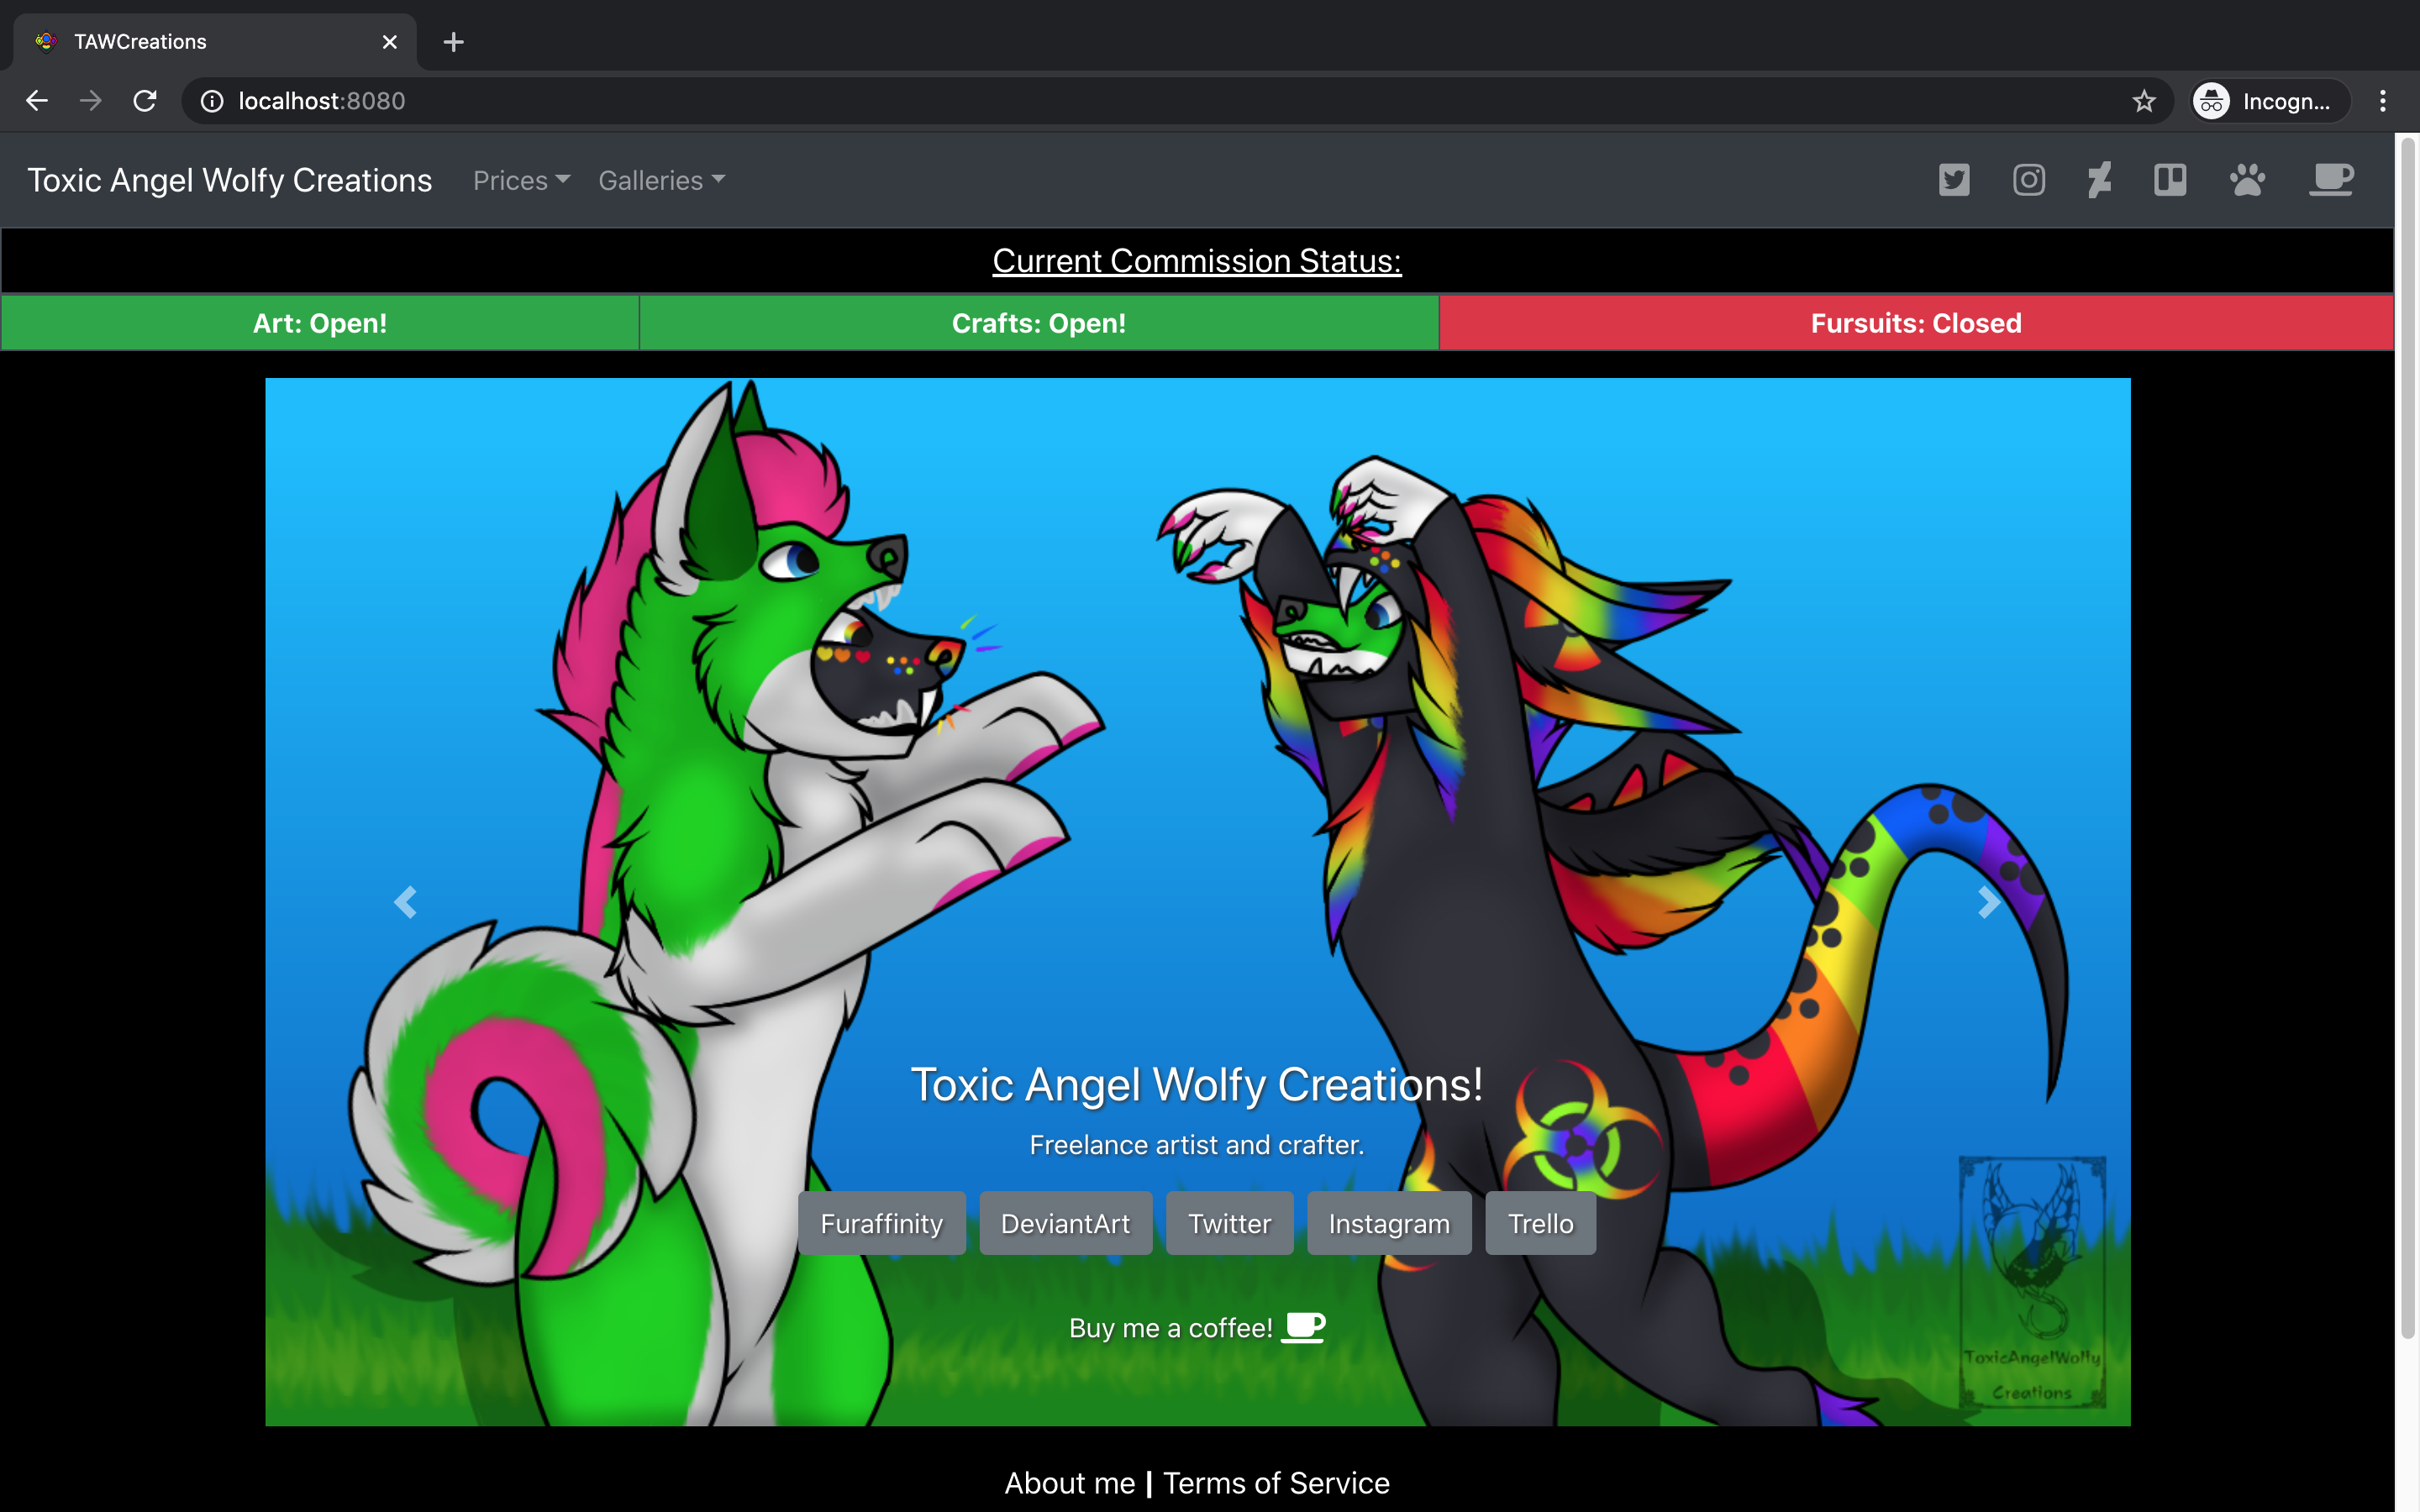 TAWCreations
localhost:8080
Incogn...
Toxic Angel Wolfy Creations Prices Galleries
Current Commission Status:
Art: Open! Crafts: Open! Fursuits: Closed
Toxic Angel Wolfy Creations!
Freelance artist and crafter.
Furaffinity DeviantArt Twitter Instagram Trello
Buy me a coffee!
ToxicAngelWolfy
Creations
About me | Terms of Service